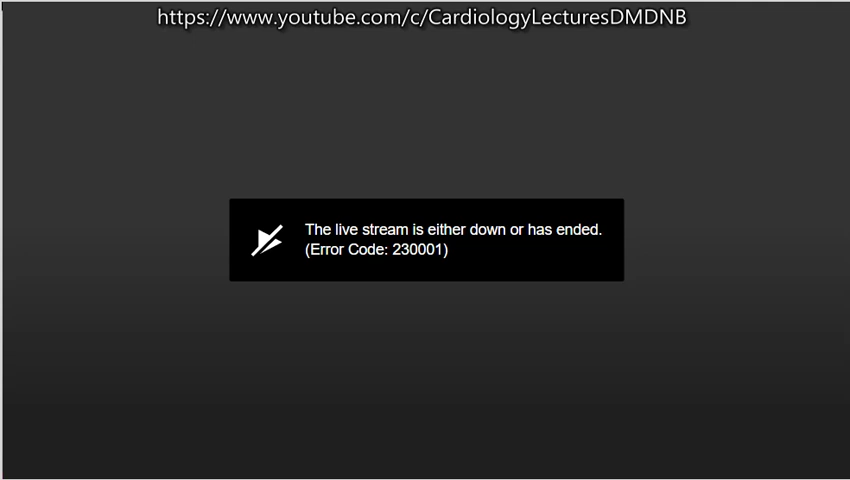 https://www.youtube.com/c/CardiologyLecturesDMDNB
The live stream is either down or has ended.
(Error Code: 230001)